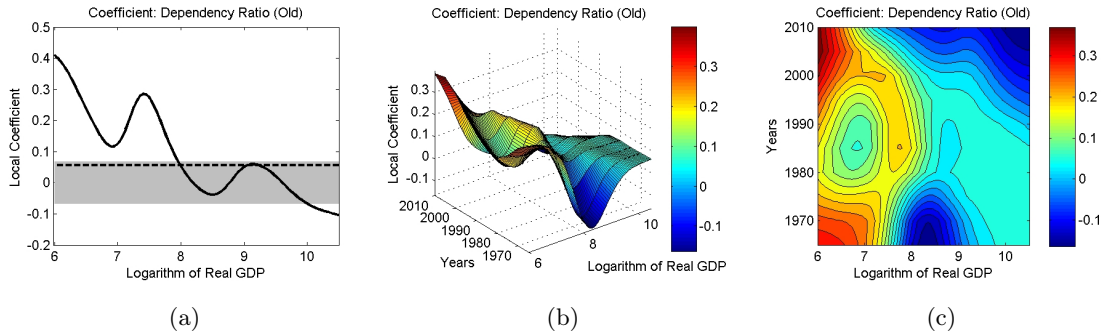 Coefficient: Dependency Ratio (Old)
0.5
0.4
0.3
0.2
0.1
0
-0.1
-0.2
Local Coefficient
6 7 8 9 10
Logarithm of Real GDP
(a)
Coefficient: Dependency Ratio (Old)
0.3
0.2
0.1
0
-0.1
Local Coefficient
2010
2000
1990
1980
1970
Years
6 8 10
Logarithm of Real GDP
0.3
0.2
0.1
0
-0.1
(b)
Coefficient: Dependency Ratio (Old)
2010
2000
1990
1980
1970
Years
6 7 8 9 10
Logarithm of Real GDP
0.3
0.2
0.1
0
-0.1
(c)